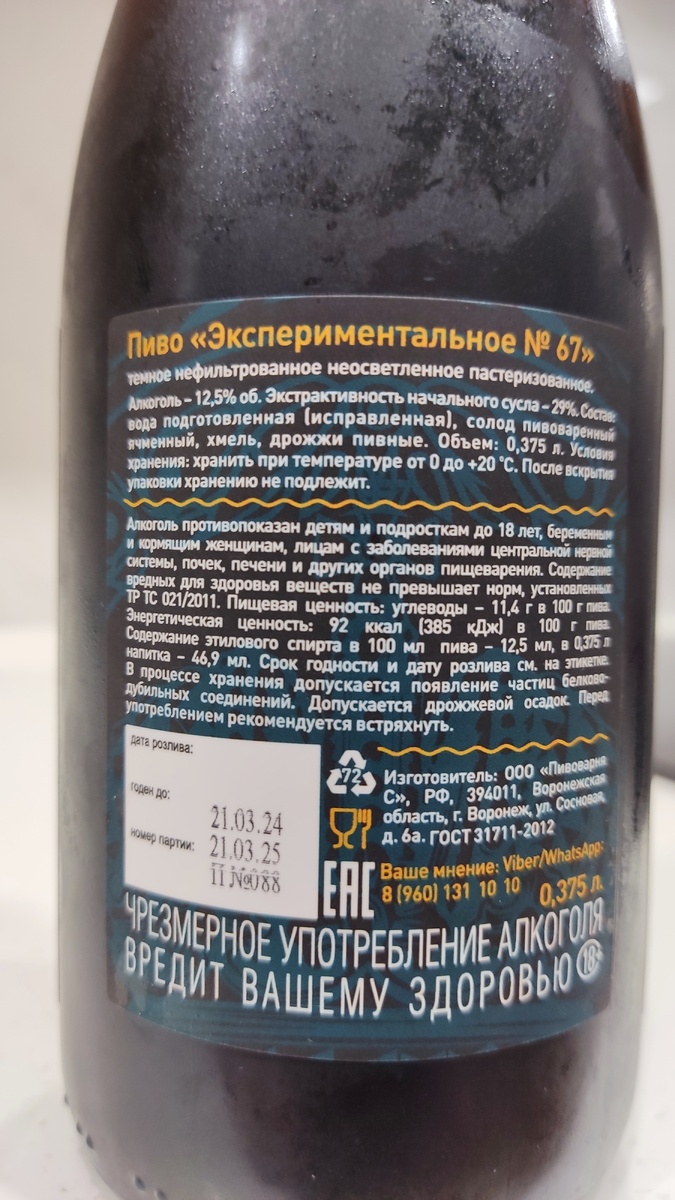 Пиво «Экспериментальное № 67»
темное нефильтрованное неосветленное пастеризованное.
Алкоголь – 12,5% об. Экстрактивность начального сусла – 29%. Состав:
вода подготовленная (исправленная), солод пивоваренный
ячменный, хмель, дрожжи пивные. Объем: 0,375 л. Условия
хранения: хранить при температуре от 0 до +20 °C. После вскрытия
упаковки хранению не подлежит.
Алкоголь противопоказан детям и подросткам до 18 лет, беременным
и кормящим женщинам, лицам с заболеваниями центральной нервной
системы, почек, печени и других органов пищеварения. Содержание
вредных для здоровья веществ не превышает норм, установленных
ТР ТС 021/2011. Пищевая ценность: углеводы – 11,4 г в 100 г пива.
Энергетическая ценность: 92 ккал (385 кДж) в 100 г пива.
Содержание этилового спирта в 100 мл пива – 12,5 мл, в 0,375 л
напитка – 46,9 мл. Срок годности и дату розлива см. на этикетке.
В процессе хранения допускается появление частиц белково-
дубильных соединений. Допускается дрожжевой осадок. Перед
употреблением рекомендуется встряхнуть.
дата розлива:
годен до:
номер партии:
21.03.24
21.03.25
П №088
72
Изготовитель: ООО «Пивоварня
С», РФ, 394011, Воронежская
область, г. Воронеж, ул. Сосновая,
д. 6а. ГОСТ 31711-2012
EAC
Ваше мнение: Viber/WhatsApp:
8 (960) 131 10 10
0,375 л.
ЧРЕЗМЕРНОЕ УПОТРЕБЛЕНИЕ АЛКОГОЛЯ
ВРЕДИТ ВАШЕМУ ЗДОРОВЬЮ 18+